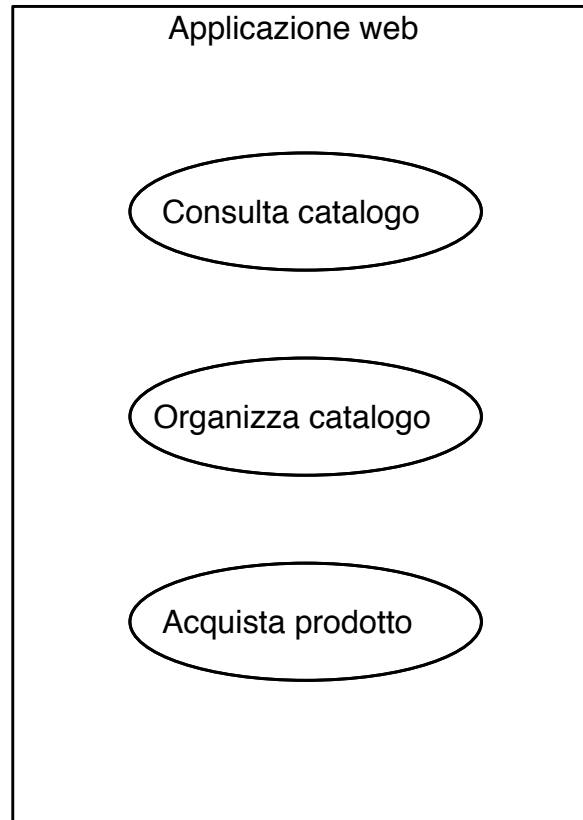 Applicazione web
Consulta catalogo
Organizza catalogo
Acquista prodotto